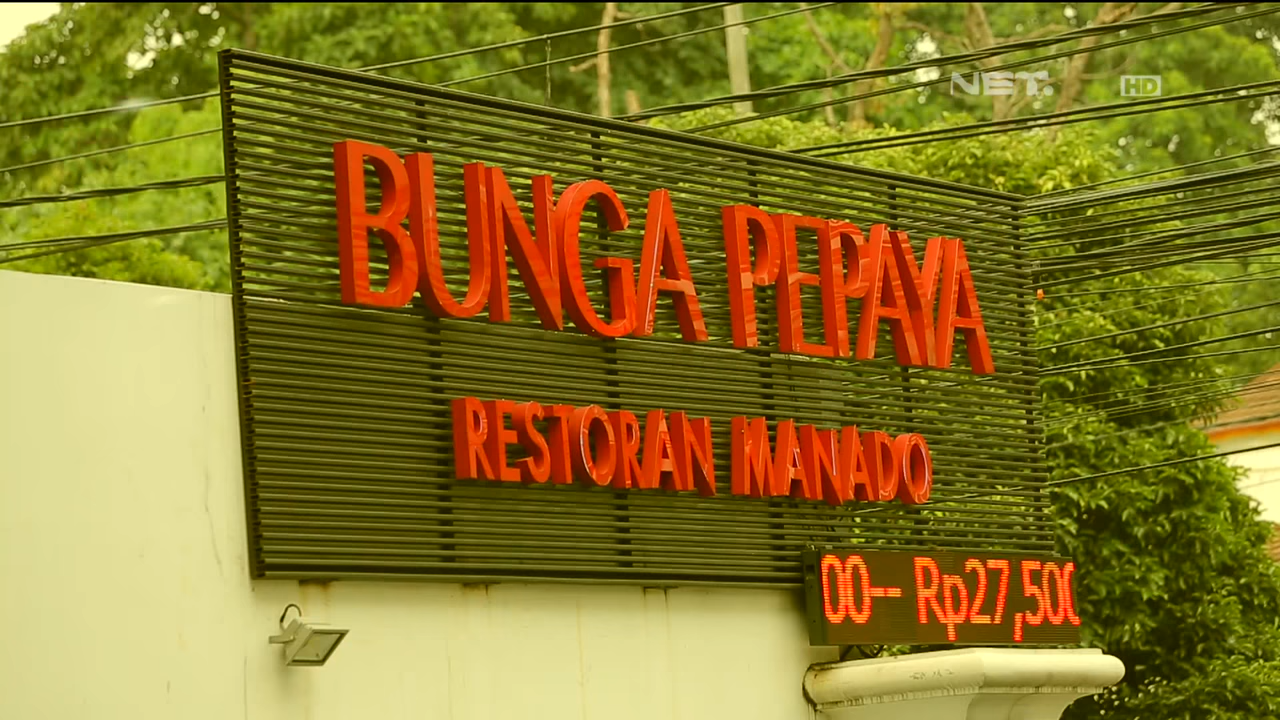 NET. HD
BUNGA PEPAYA
RESTORAN MANADO
00-- Rp27,500